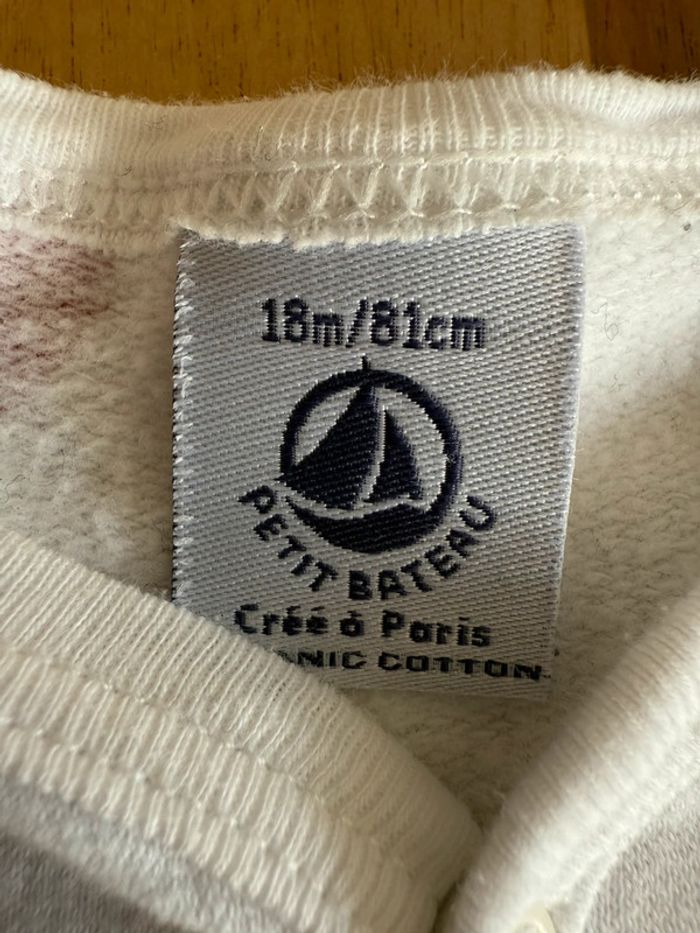 18m/81cm
PETIT BATEAU
Créé à Paris
COTTON